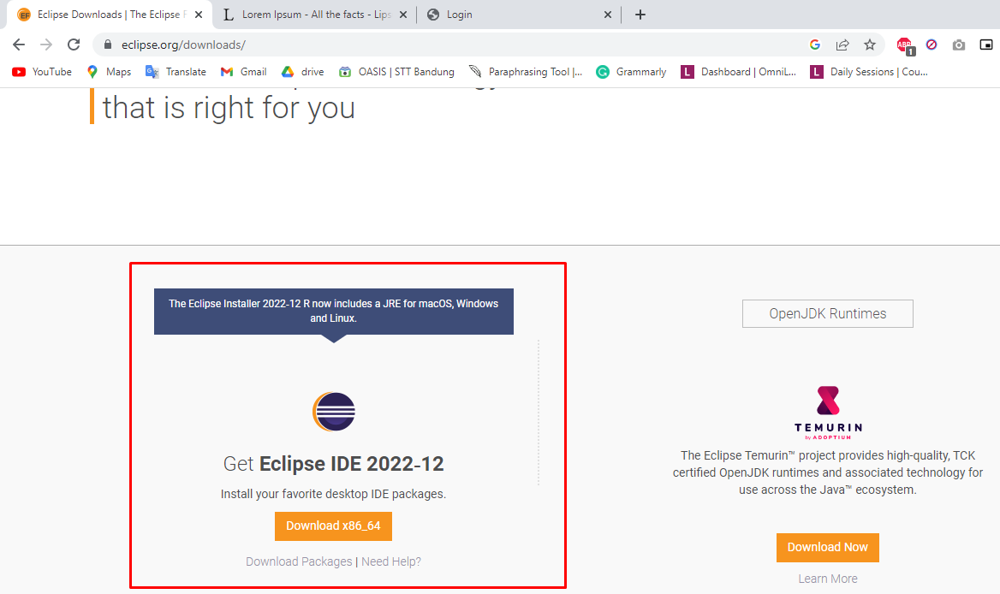 Eclipse Downloads | The Eclipse F
Lorem Ipsum - All the facts - Lips
Login
eclipse.org/downloads/
ABP
1
YouTube
Maps
Translate
Gmail
drive
OASIS | STT Bandung
Paraphrasing Tool |...
Grammarly
L
Dashboard | OmniL...
L
Daily Sessions | Cou...
that is right for you
The Eclipse Installer 2022-12 R now includes a JRE for macOS, Windows
and Linux.
Get Eclipse IDE 2022-12
Install your favorite desktop IDE packages.
Download x86_64
Download Packages | Need Help?
OpenJDK Runtimes
TEMURIN
by ADOPTIUM
The Eclipse Temurin™ project provides high-quality, TCK
certified OpenJDK runtimes and associated technology for
use across the Java™ ecosystem.
Download Now
Learn More